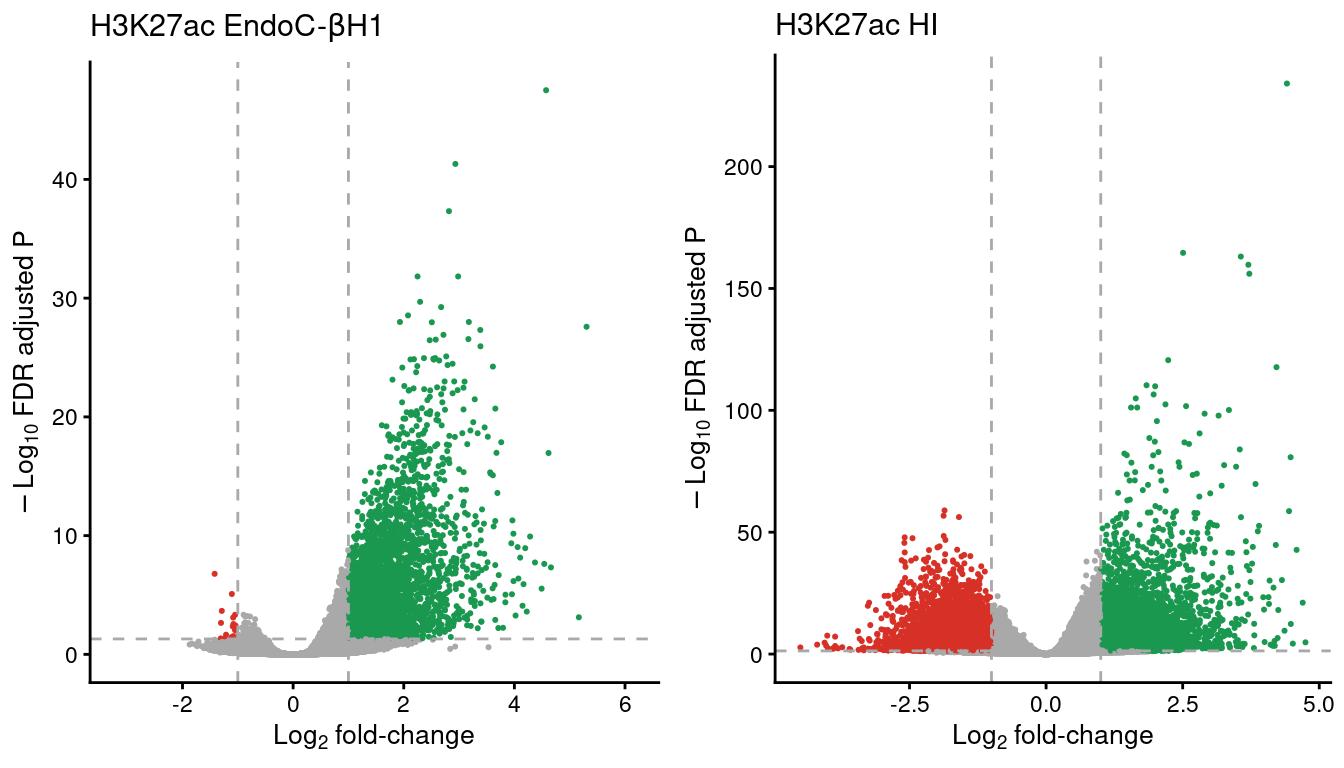 H3K27ac EndoC-βH1
− Log₁₀ FDR adjusted P
40
30
20
10
0
-2 0 2 4 6
Log₂ fold-change
H3K27ac HI
− Log₁₀ FDR adjusted P
200
150
100
50
0
-2.5 0.0 2.5 5.0
Log₂ fold-change